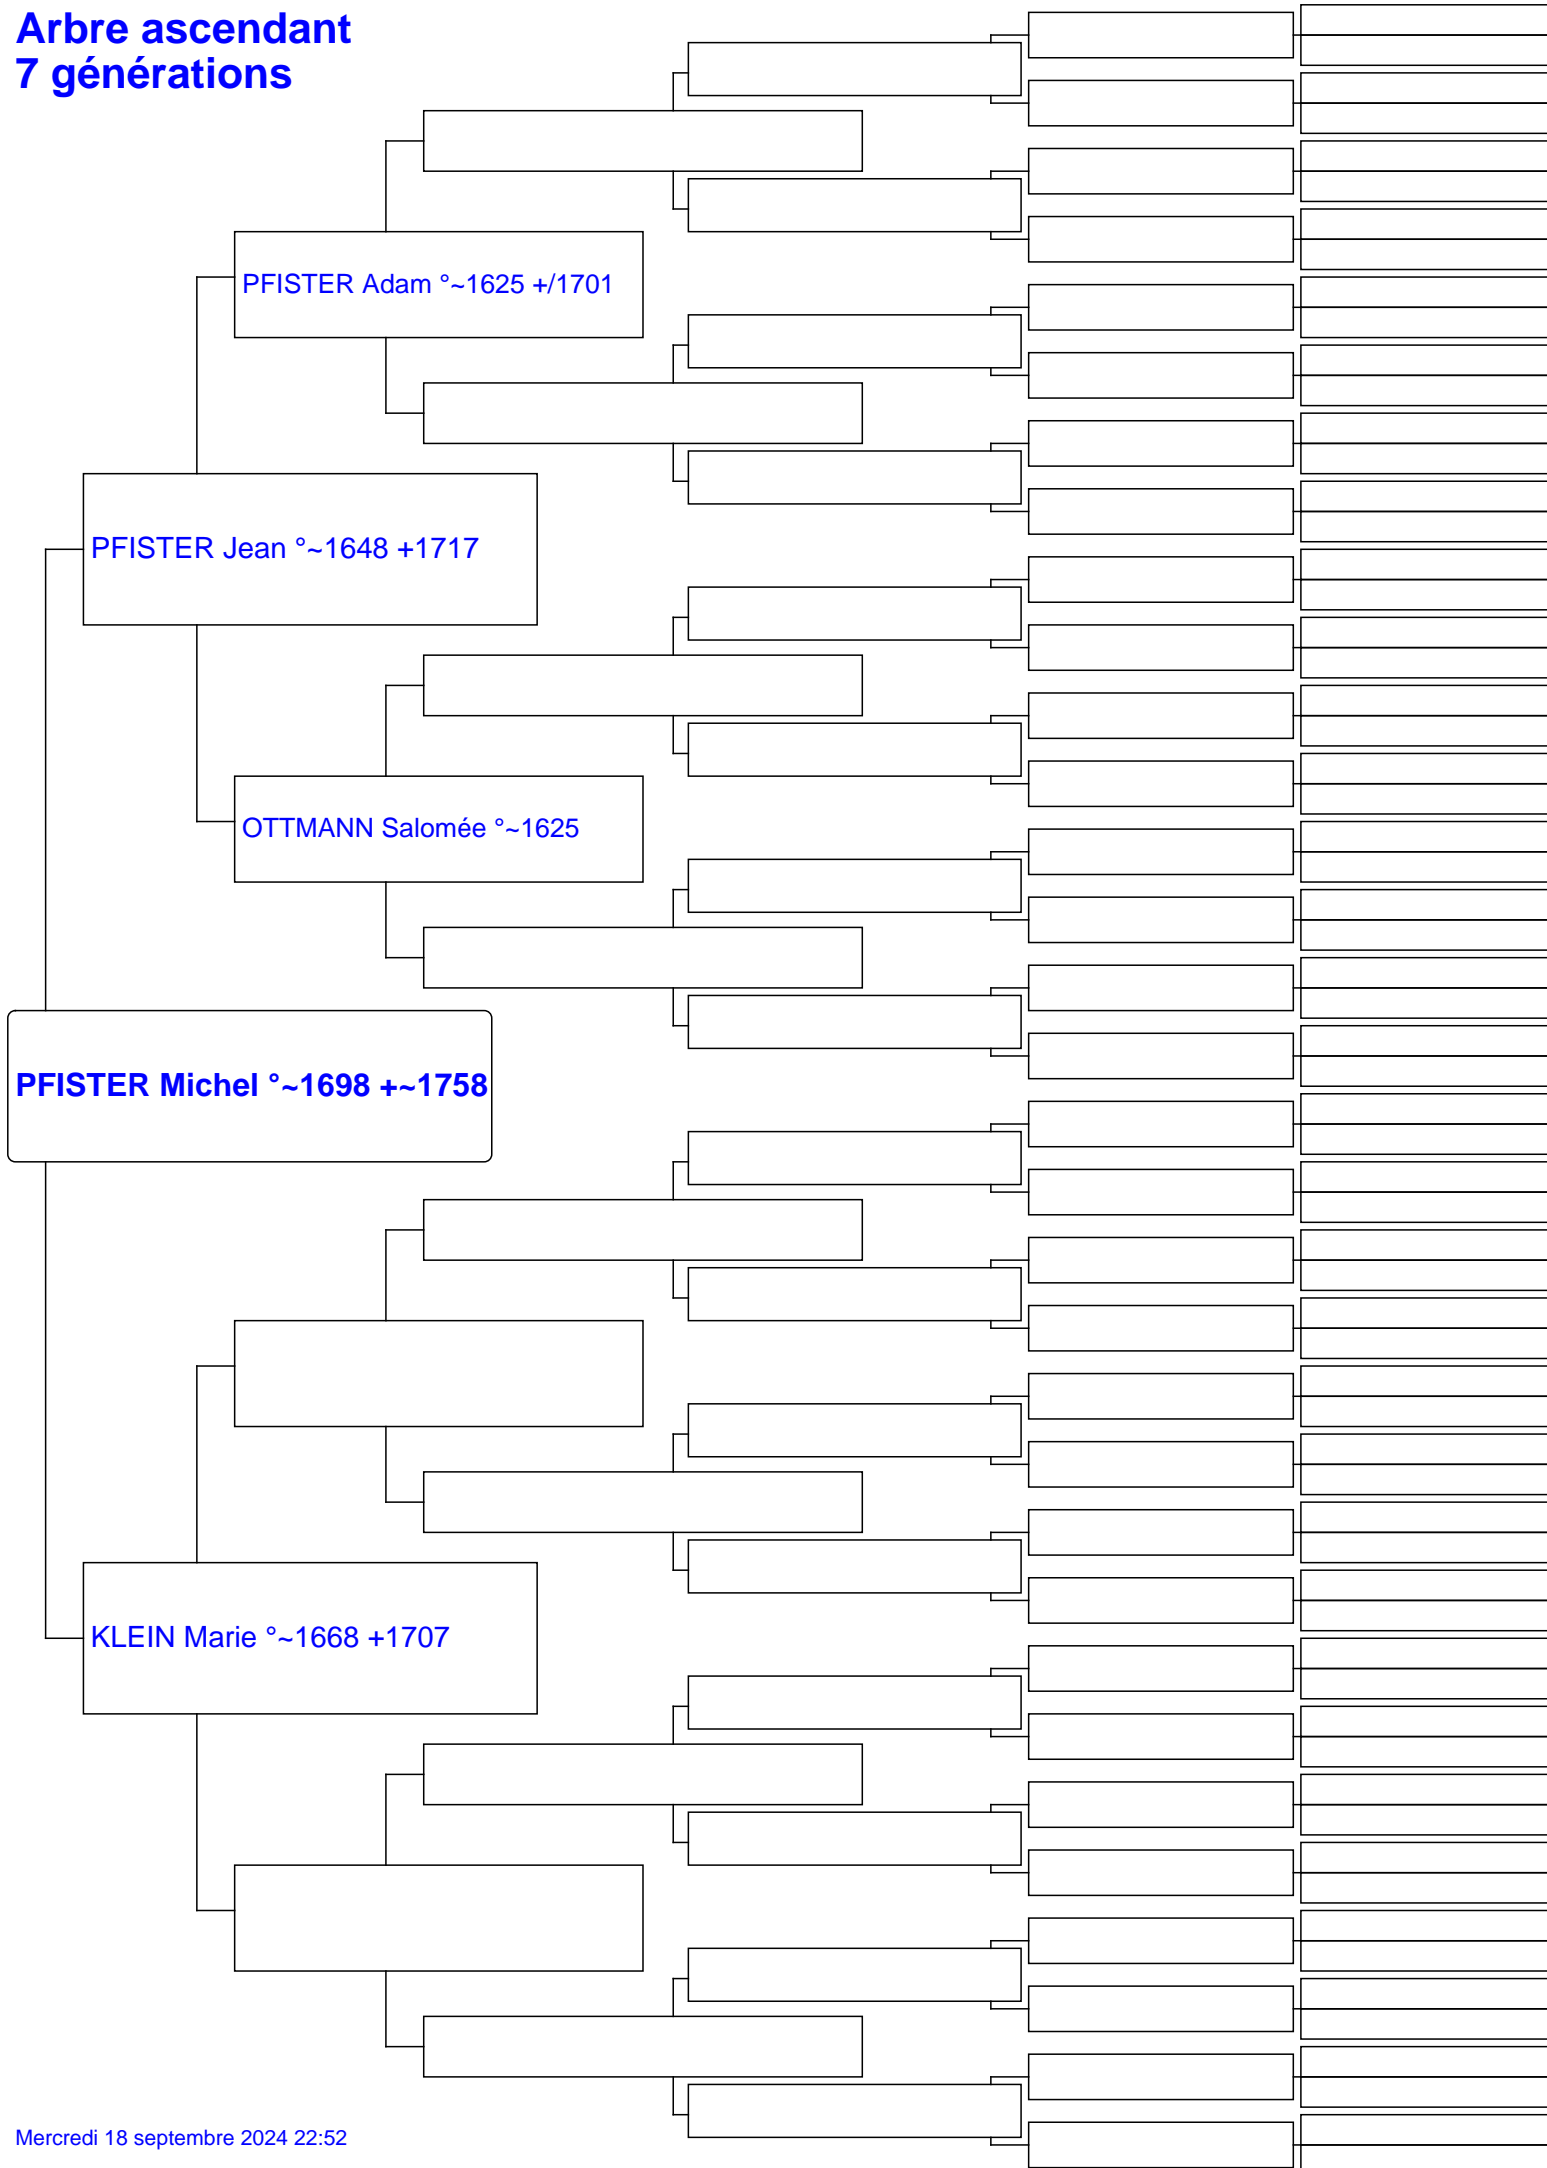 Arbre ascendant
7 générations
PFISTER Adam °~1625 +/1701
PFISTER Jean °~1648 +1717
OTTMANN Salomée °~1625
PFISTER Michel °~1698 +~1758
KLEIN Marie °~1668 +1707
Mercredi 18 septembre 2024 22:52